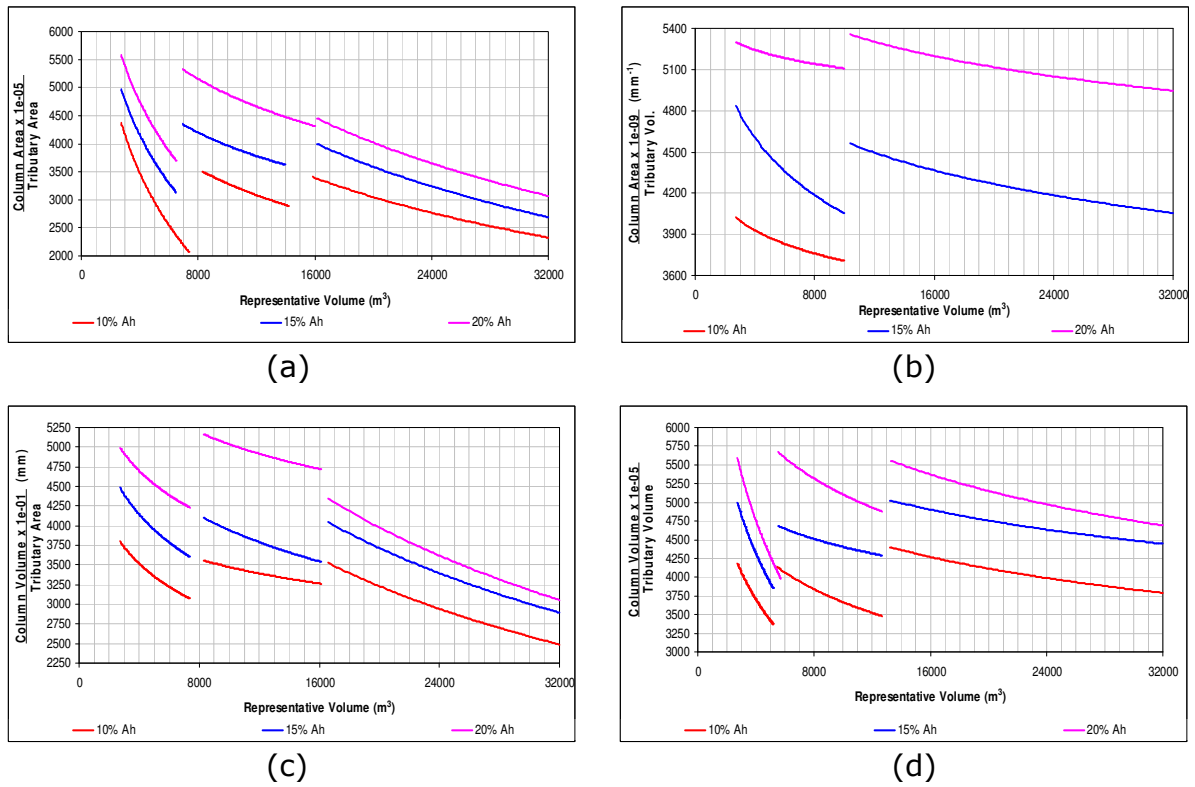 6000
5500
5000
4500
4000
3500
3000
2500
2000
Column Area x 1e-05
Tributary Area
0 8000 16000 24000 32000
Representative Volume (m³)
10% Ah 15% Ah 20% Ah
(a)
5400
5100
4800
4500
4200
3900
3600
Column Area x 1e-09 (mm⁻¹)
Tributary Vol.
0 8000 16000 24000 32000
Representative Volume (m³)
10% Ah 15% Ah 20% Ah
(b)
5250
5000
4750
4500
4250
4000
3750
3500
3250
3000
2750
2500
2250
Column Volume x 1e-01 (mm)
Tributary Area
0 8000 16000 24000 32000
Representative Volume (m³)
10% Ah 15% Ah 20% Ah
(c)
6000
5750
5500
5250
5000
4750
4500
4250
4000
3750
3500
3250
3000
Column Volume x 1e-05
Tributary Volume
0 8000 16000 24000 32000
Representative Volume (m³)
10% Ah 15% Ah 20% Ah
(d)